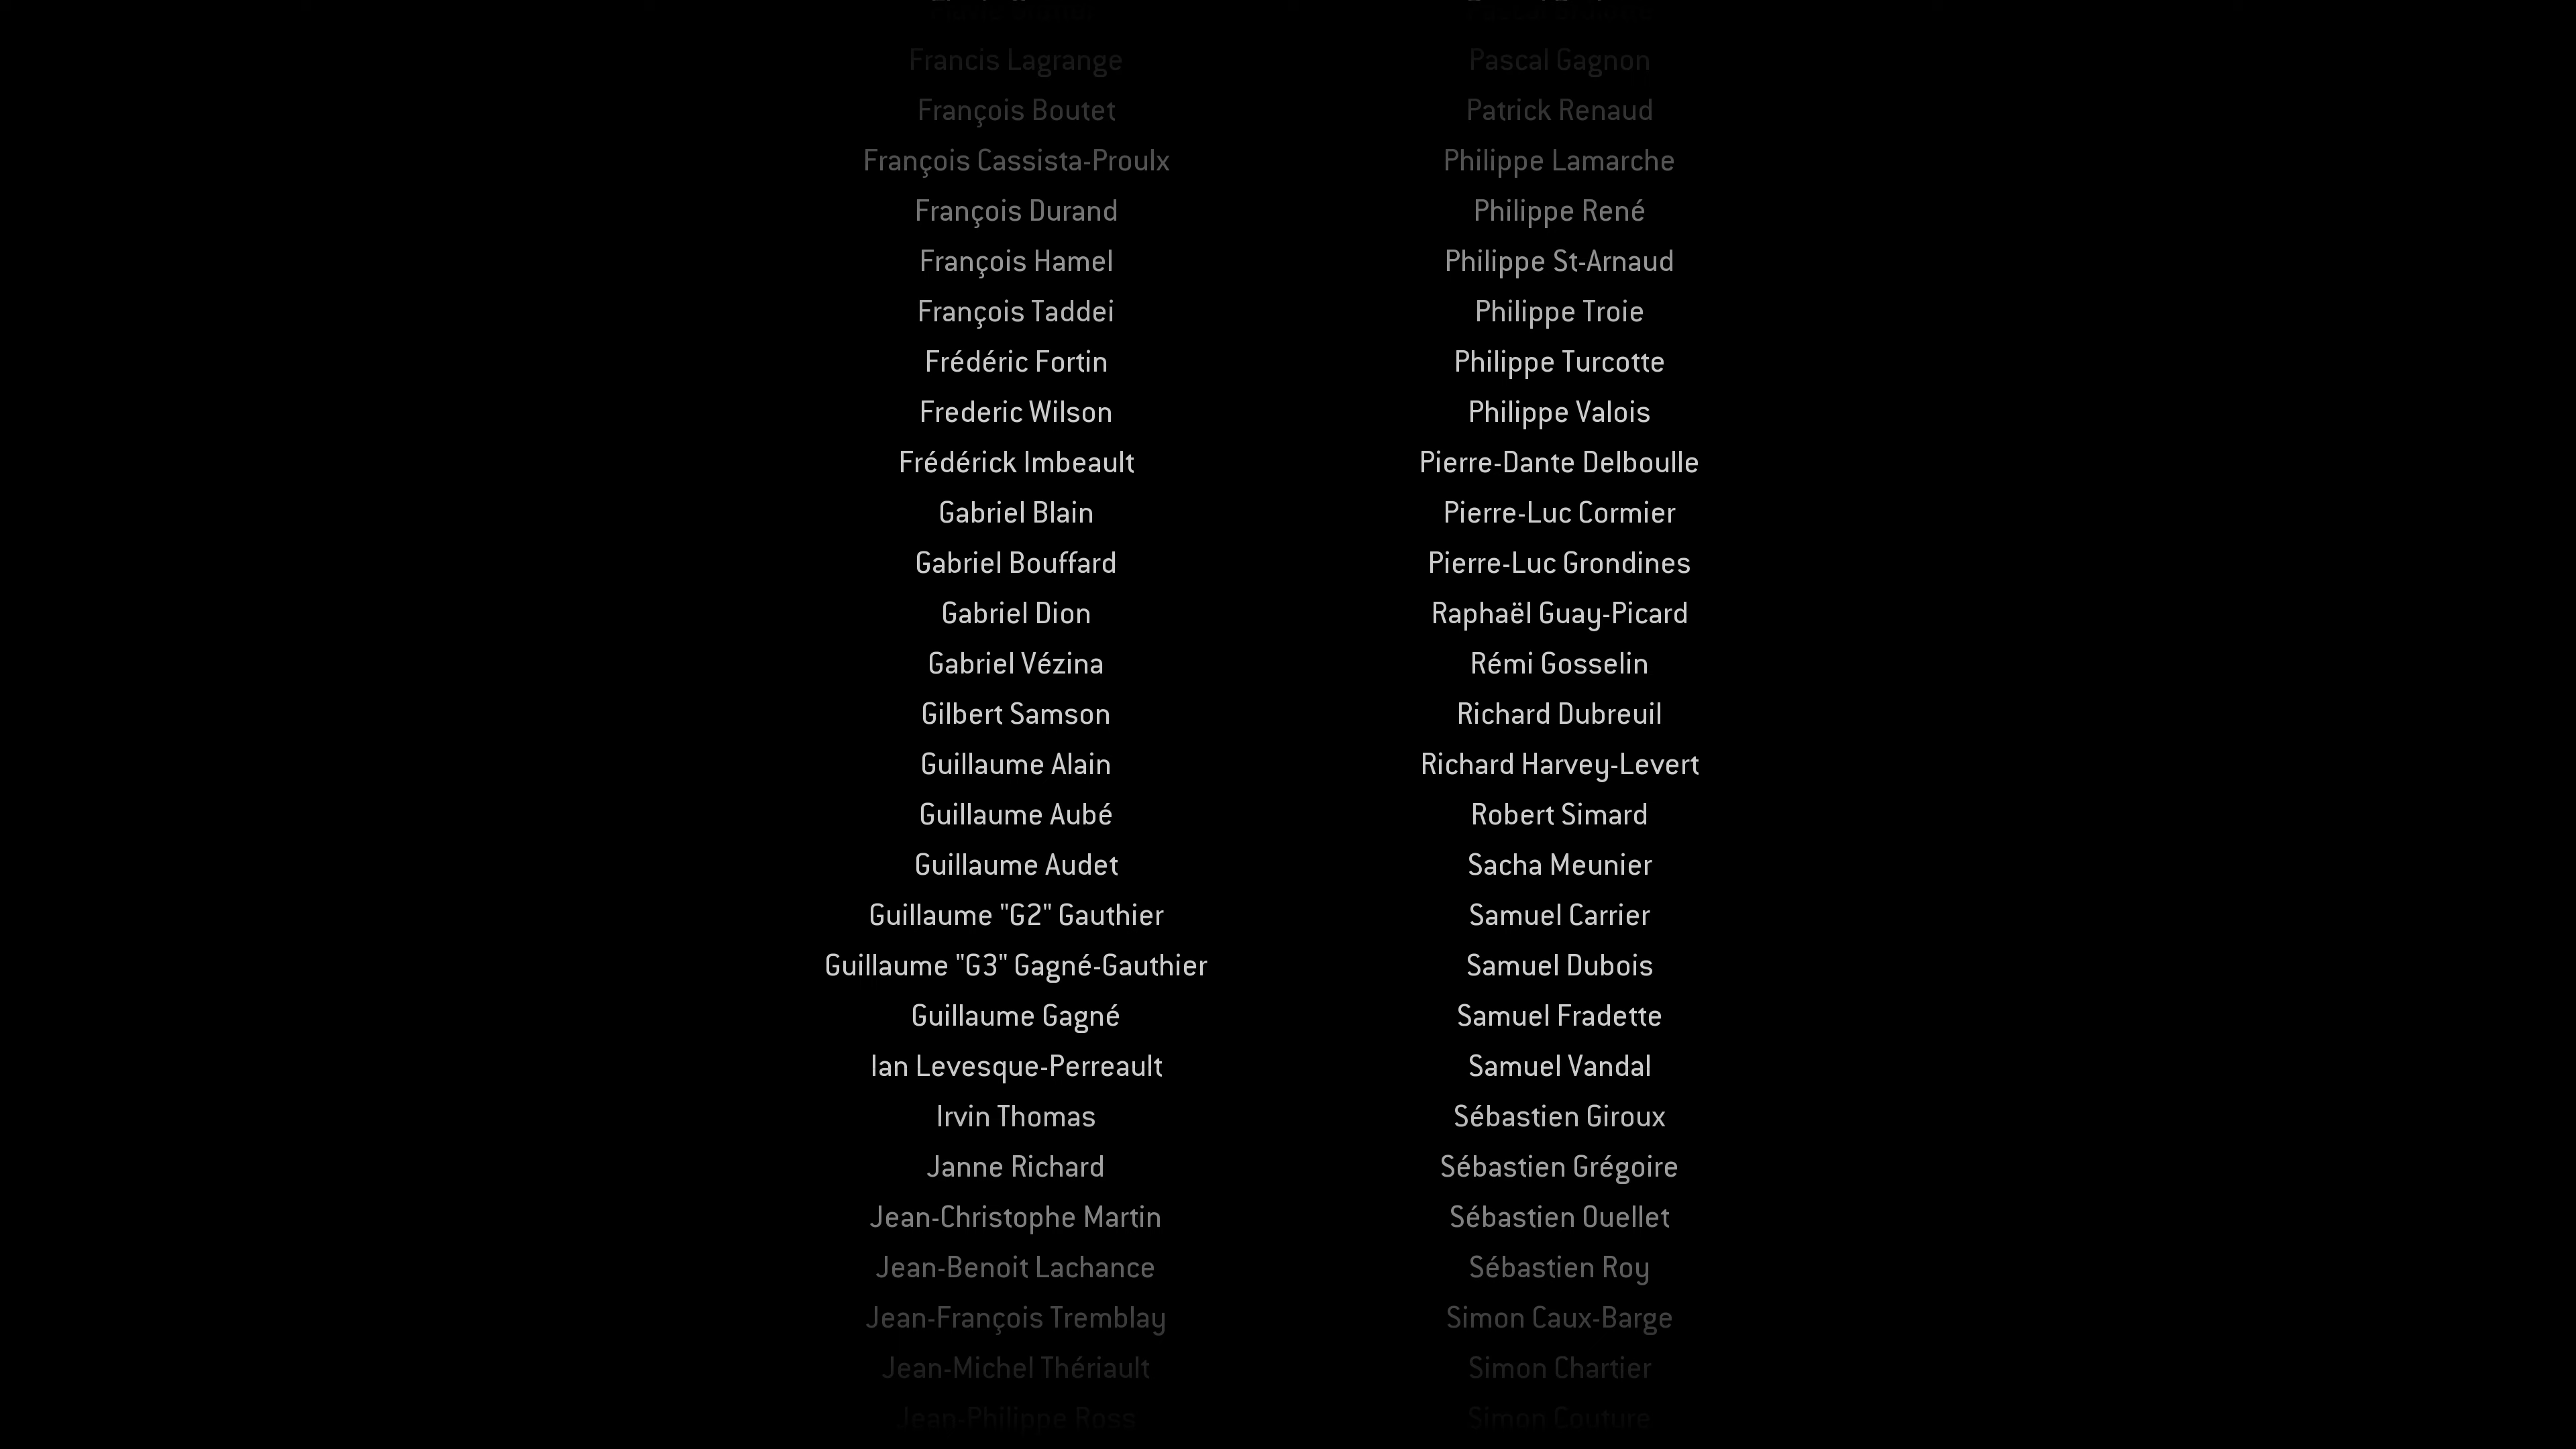 Francis Lagrange
François Boutet
François Cassista-Proulx
François Durand
François Hamel
François Taddei
Frédéric Fortin
Frederic Wilson
Frédérick Imbeault
Gabriel Blain
Gabriel Bouffard
Gabriel Dion
Gabriel Vézina
Gilbert Samson
Guillaume Alain
Guillaume Aubé
Guillaume Audet
Guillaume "G2" Gauthier
Guillaume "G3" Gagné-Gauthier
Guillaume Gagné
Ian Levesque-Perreault
Irvin Thomas
Janne Richard
Jean-Christophe Martin
Jean-Benoit Lachance
Jean-François Tremblay
Jean-Michel Thériault
Jean-Philippe Ross
Pascal Gagnon
Patrick Renaud
Philippe Lamarche
Philippe René
Philippe St-Arnaud
Philippe Troie
Philippe Turcotte
Philippe Valois
Pierre-Dante Delboulle
Pierre-Luc Cormier
Pierre-Luc Grondines
Raphaël Guay-Picard
Rémi Gosselin
Richard Dubreuil
Richard Harvey-Levert
Robert Simard
Sacha Meunier
Samuel Carrier
Samuel Dubois
Samuel Fradette
Samuel Vandal
Sébastien Giroux
Sébastien Grégoire
Sébastien Ouellet
Sébastien Roy
Simon Caux-Barge
Simon Chartier
Simon Couture